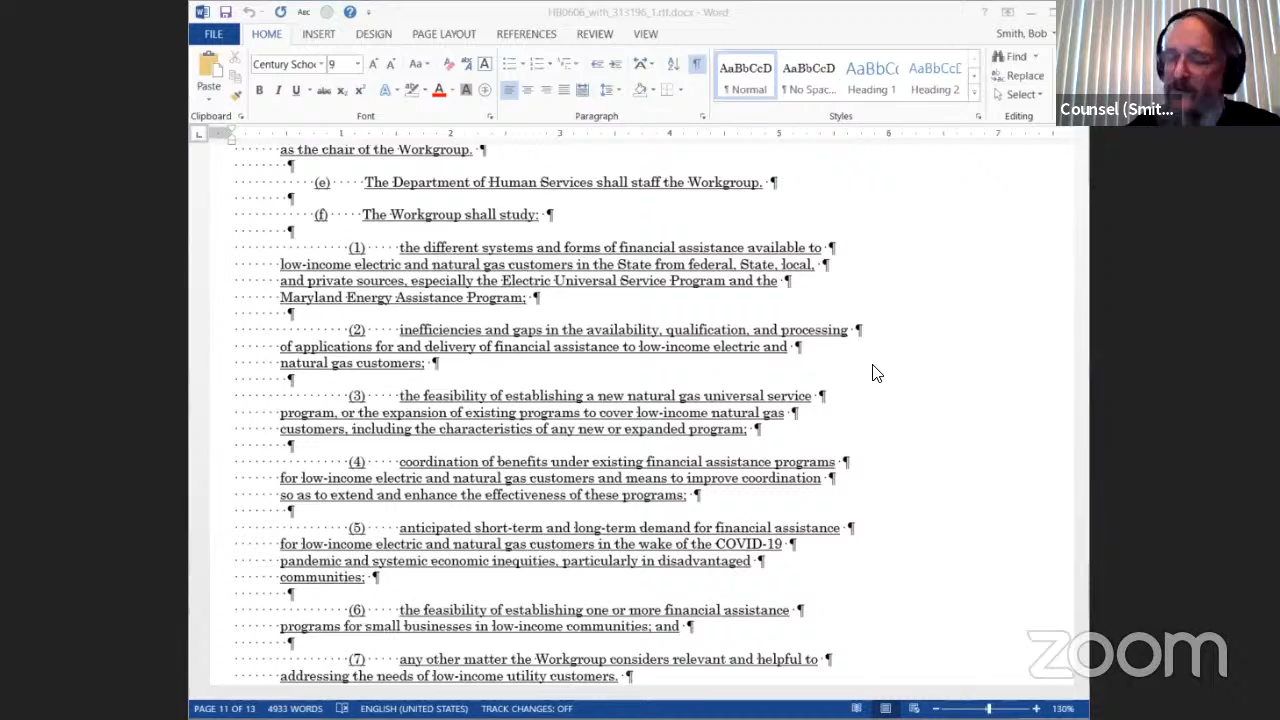 HB0606_with_313196_1.rtf.docx - Word
FILE HOME INSERT DESIGN PAGE LAYOUT REFERENCES REVIEW VIEW Smith, Bob
Century Scho 9
Paste
AaBbCcD AaBbCcD AaBbCc AaBbCcD
¶ Normal ¶ No Spac... Heading 1 Heading 2
Find
Replace
Select
Clipboard Font Paragraph Styles Editing
Counsel (Smit...
1 2 3 4 5 6 7
as the chair of the Workgroup. ¶
¶
(e) The Department of Human Services shall staff the Workgroup. ¶
¶
(f) The Workgroup shall study: ¶
¶
(1) the different systems and forms of financial assistance available to ¶
low-income electric and natural gas customers in the State from federal, State, local, ¶
and private sources, especially the Electric Universal Service Program and the ¶
Maryland Energy Assistance Program; ¶
¶
(2) inefficiencies and gaps in the availability, qualification, and processing ¶
of applications for and delivery of financial assistance to low-income electric and ¶
natural gas customers; ¶
¶
(3) the feasibility of establishing a new natural gas universal service ¶
program, or the expansion of existing programs to cover low-income natural gas ¶
customers, including the characteristics of any new or expanded program; ¶
¶
(4) coordination of benefits under existing financial assistance programs ¶
for low-income electric and natural gas customers and means to improve coordination ¶
so as to extend and enhance the effectiveness of these programs; ¶
¶
(5) anticipated short-term and long-term demand for financial assistance ¶
for low-income electric and natural gas customers in the wake of the COVID-19 ¶
pandemic and systemic economic inequities, particularly in disadvantaged ¶
communities; ¶
¶
(6) the feasibility of establishing one or more financial assistance ¶
programs for small businesses in low-income communities; and ¶
¶
(7) any other matter the Workgroup considers relevant and helpful to ¶
addressing the needs of low-income utility customers. ¶
zoom
PAGE 11 OF 13 4933 WORDS ENGLISH (UNITED STATES) TRACK CHANGES: OFF 130%